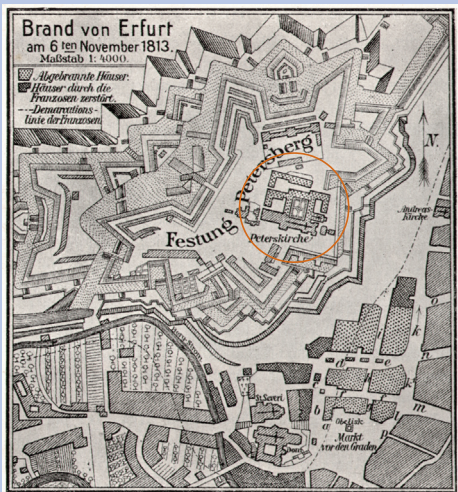 Brand von Erfurt
am 6ten November 1813.
Maßstab 1: 4000.
Abgebrannte Häuser.
Häuser durch die
Franzosen zerstört.
Demarcations-
linie der Franzosen
N.
Festung Petersberg
Peterskirche
Andreas-
Kirche
o
i
k
n
d
e
St. Severi
b
f
l
m
a
Obelisk
Dom
Markt
vor den Graden
p